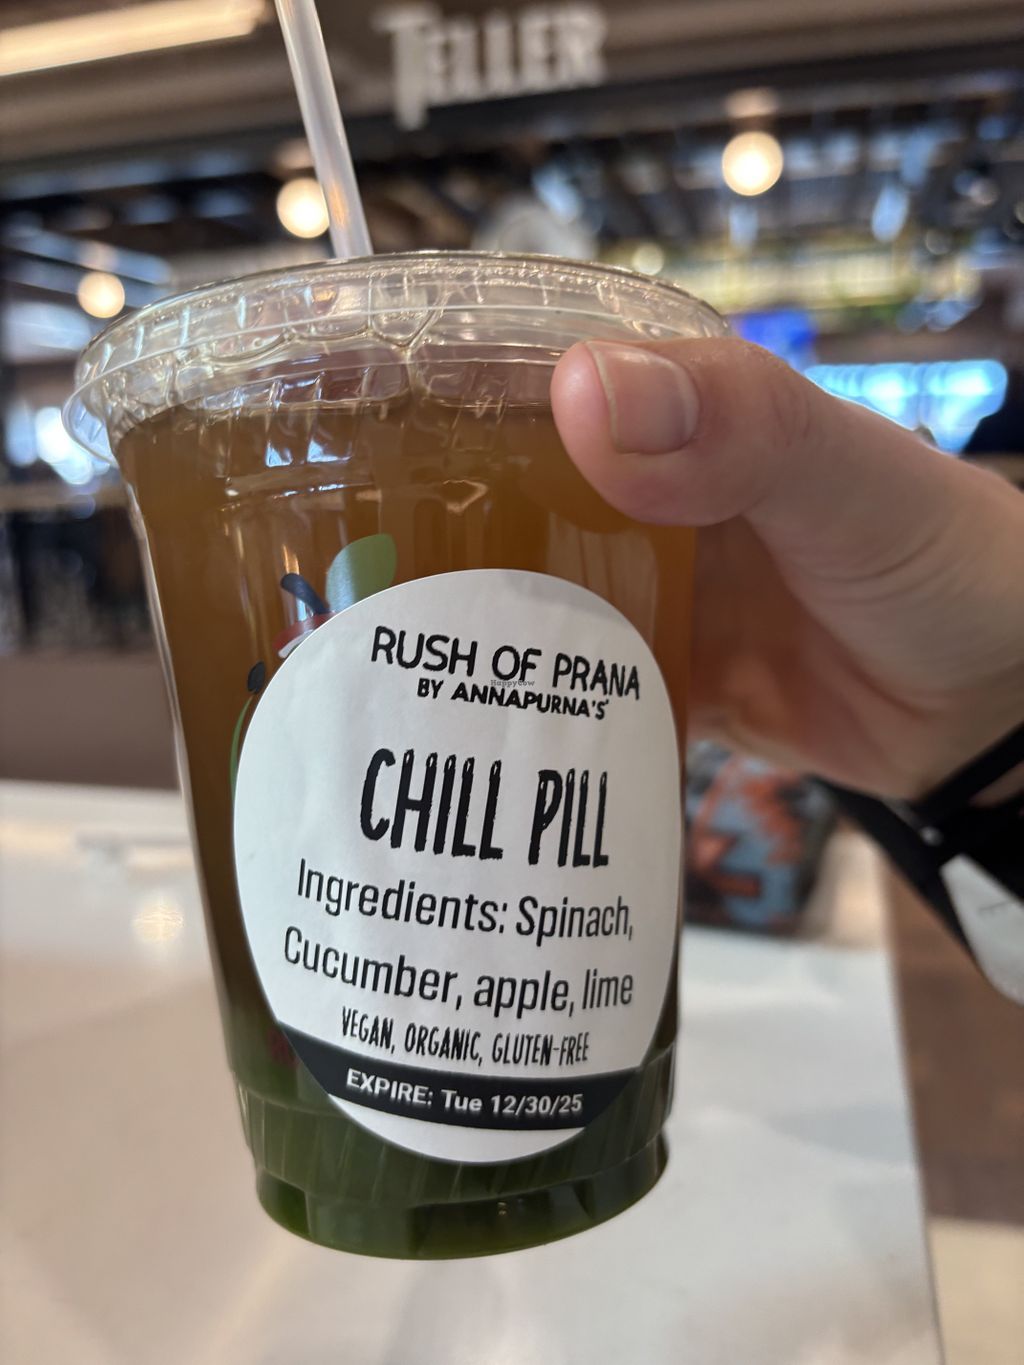 TELLER
RUSH OF PRANA
HappyCow
BY ANNAPURNA'S
CHILL PILL
Ingredients: Spinach,
Cucumber, apple, lime
VEGAN, ORGANIC, GLUTEN-FREE
EXPIRE: Tue 12/30/25